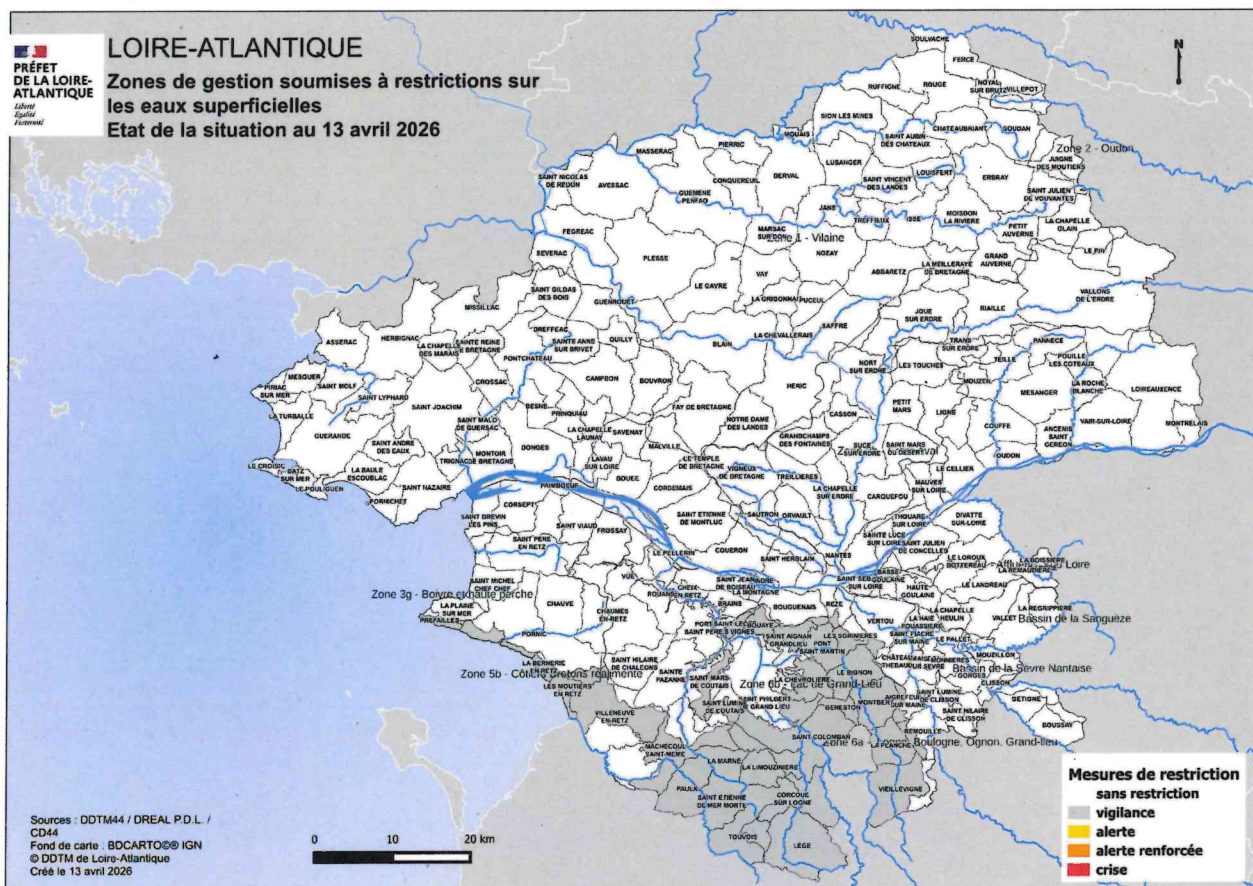 PRÉFET
DE LA LOIRE-
ATLANTIQUE
Liberté
Égalité
Fraternité
LOIRE-ATLANTIQUE
Zones de gestion soumises à restrictions sur
les eaux superficielles
Etat de la situation au 13 avril 2026
N
SOULVACHE
FERCE
RUFFIGNE
ROUGE
NOYAL
SUR BRUTZ
VILLEPOT
MOUAIS
SION LES MINES
SAINT AUBIN
DES CHATEAUX
CHATEAUBRIANT
SOUDAN
Zone 2 - Oudon
MASSERAC
PIERRIC
LUSANGER
JUIGNE
DES MOUTIERS
SAINT NICOLAS
DE REDON
AVESSAC
CONQUEREUIL
DERVAL
SAINT VINCENT
DES LANDES
LOUISFERT
ERBRAY
GUEMENE
PENFAO
SAINT JULIEN
DE VOUVANTES
JANS
TREFFIEUX
ISSE
MOISDON
LA RIVIERE
PETIT
AUVERNE
LA CHAPELLE
GLAIN
FEGREAC
MARSAC
SUR DON
Zone 1 - Vilaine
NOZAY
LE PIN
SEVERAC
PLESSE
VAY
ABBARETZ
LA MEILLERAYE
DE BRETAGNE
GRAND
AUVERNE
SAINT GILDAS
DES BOIS
GUENROUET
LE GAVRE
LA GRIGONNAIS
PUCEUL
VALLONS
DE L'ERDRE
MISSILLAC
SAFFRE
JOUE
SUR ERDRE
RIAILLE
DREFFEAC
LA CHEVALLERAIS
ASSERAC
HERBIGNAC
LA CHAPELLE
DES MARAIS
SAINTE REINE
DE BRETAGNE
SAINTE ANNE
SUR BRIVET
QUILLY
BLAIN
TRANS
SUR ERDRE
PANNECE
PONTCHATEAU
NORT
SUR ERDRE
LES TOUCHES
TEILLE
POUILLE
LES COTEAUX
MESQUER
PIRIAC
SUR MER
SAINT MOLF
CROSSAC
CAMPBON
BOUVRON
HERIC
MOUZEIL
MESANGER
LA ROCHE
BLANCHE
LOIREAUXENCE
SAINT LYPHARD
SAINT JOACHIM
BESNE
PRINQUIAU
FAY DE BRETAGNE
NOTRE DAME
DES LANDES
CASSON
PETIT
MARS
LIGNE
LA TURBALLE
SAINT MALO
DE GUERSAC
LA CHAPELLE
LAUNAY
SAVENAY
COUFFE
ANCENIS
SAINT
GEREON
VAIR-SUR-LOIRE
MONTRELAIS
GUERANDE
SAINT ANDRE
DES EAUX
MALVILLE
GRANDCHAMPS
DES FONTAINES
SUCE
SUR ERDRE
SAINT MARS
DU DESERT
OUDON
MONTOIR
DE BRETAGNE
TRIGNAC
DONGES
LAVAU
SUR LOIRE
LE TEMPLE
DE BRETAGNE
VIGNEUX
DE BRETAGNE
TREILLIERES
LE CELLIER
LE CROISIC
BATZ
SUR MER
LE POULIGUEN
LA BAULE
ESCOUBLAC
PORNICHET
SAINT NAZAIRE
PAIMBOEUF
BOUEE
CORDEMAIS
LA CHAPELLE
SUR ERDRE
CARQUEFOU
MAUVES
SUR LOIRE
CORSEPT
SAINT ETIENNE
DE MONTLUC
SAUTRON
ORVAULT
THOUARE
SUR LOIRE
DIVATTE
SUR-LOIRE
SAINT BREVIN
LES PINS
SAINT VIAUD
FROSSAY
SAINTE LUCE
SUR LOIRE
SAINT JULIEN
DE CONCELLES
SAINT PERE
EN RETZ
LE PELLERIN
COUERON
SAINT HERBLAIN
NANTES
LE LOROUX
BOTTEREAU
LA BOISSIERE
LA REMAUDIERE
SAINT MICHEL
CHEF CHEF
VUE
ROUANS
CHEIX
EN RETZ
SAINT JEAN
DE BOISEAU
INDRE
LA MONTAGNE
SAINT SEB
SUR LOIRE
BASSE
GOULAINE
HAUTE
GOULAINE
LE LANDREAU
Zone 3g - Boivre et haute perche
LA PLAINE
SUR MER
PREFAILLES
CHAUVE
CHAUMES
EN-RETZ
BRAINS
BOUGUENAIS
REZE
VERTOU
LA CHAPELLE
HEULIN
LA REGRIPPIERE
VALLET
Bassin de la Sanguèze
PORNIC
PORT
SAINT PERE
BOUAYE
SAINT AIGNAN
GRANDLIEU
PONT
SAINT MARTIN
LES SORINIERES
LA HAIE
FOUASSIERE
SAINT FIACRE
SUR MAINE
LE PALLET
MOUZILLON
LA BERNERIE
EN RETZ
SAINT HILAIRE
DE CHALEONS
SAINTE
PAZANNE
SAINT MARS
DE COUTAIS
LE BIGNON
CHATEAU
THEBAUD
MONNIERES
GORGES
Bassin de la Sèvre Nantaise
CLISSON
LES MOUTIERS
EN RETZ
LA CHEVROLIERE
SAINT LUMINE
DE COUTAIS
SAINT PHILBERT
DE GRAND LIEU
GENESTON
MONTBERT
AIGREFEUILLE
SUR MAINE
SAINT LUMINE
DE CLISSON
SAINT HILAIRE
DE CLISSON
GETIGNE
BOUSSAY
VILLENEUVE
EN-RETZ
SAINT COLOMBAN
REMOUILLE
MACHECOUL
SAINT-MEME
LA MARNE
LA LIMOUZINIERE
LA PLANCHE
PAULX
SAINT ETIENNE
DE MER MORTE
CORCOUE
SUR LOGNE
VIEILLEVIGNE
TOUVOIS
LEGE
Mesures de restriction
sans restriction
vigilance
alerte
alerte renforcée
crise
Sources : DDTM44 / DREAL P.D.L. /
CD44
Fond de carte : BDCARTO©® IGN
© DDTM de Loire-Atlantique
Créé le 13 avril 2026
0 10 20 km